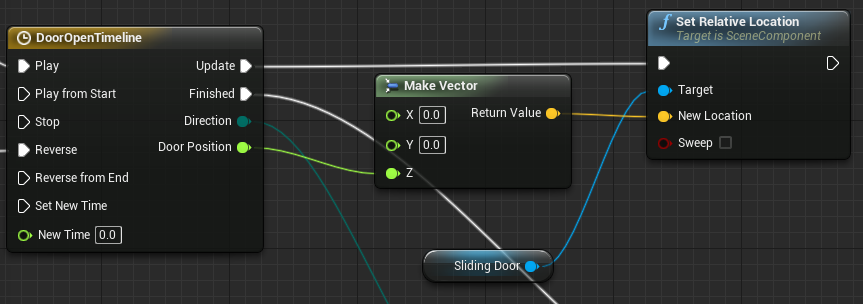 DoorOpenTimeline
Play
Update
Play from Start
Finished
Stop
Direction
Reverse
Door Position
Reverse from End
Set New Time
New Time 0.0
Make Vector
X 0.0
Return Value
Y 0.0
Z
Sliding Door
f Set Relative Location
Target is SceneComponent
Target
New Location
Sweep